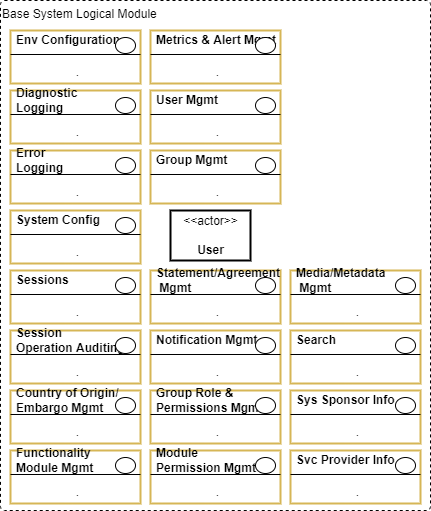 Base System Logical Module
Env Configuration
Metrics & Alert Mgmt
.
.
Diagnostic
Logging
User Mgmt
.
.
Error
Logging
Group Mgmt
.
.
System Config
.
<<actor>>
User
Sessions
.
Statement/Agreement
Mgmt
.
Media/Metadata
Mgmt
.
Session
Operation Auditing
.
Notification Mgmt
.
Search
.
Country of Origin/
Embargo Mgmt
.
Group Role &
Permissions Mgmt
.
Sys Sponsor Info
.
Functionality
Module Mgmt
.
Module
Permission Mgmt
.
Svc Provider Info
.